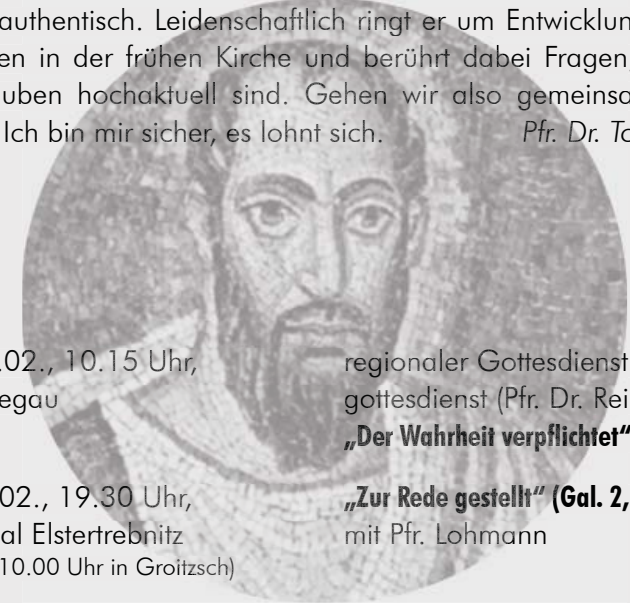 authentisch. Leidenschaftlich ringt er um Entwicklun
en in der frühen Kirche und berührt dabei Fragen,
uben hochaktuell sind. Gehen wir also gemeinsa
Ich bin mir sicher, es lohnt sich. Pfr. Dr. To
.02., 10.15 Uhr, regionaler Gottesdienst
egau gottesdienst (Pfr. Dr. Rei
„Der Wahrheit verpflichtet“
02., 19.30 Uhr, „Zur Rede gestellt“ (Gal. 2,
al Elstertrebnitz mit Pfr. Lohmann
10.00 Uhr in Groitzsch)